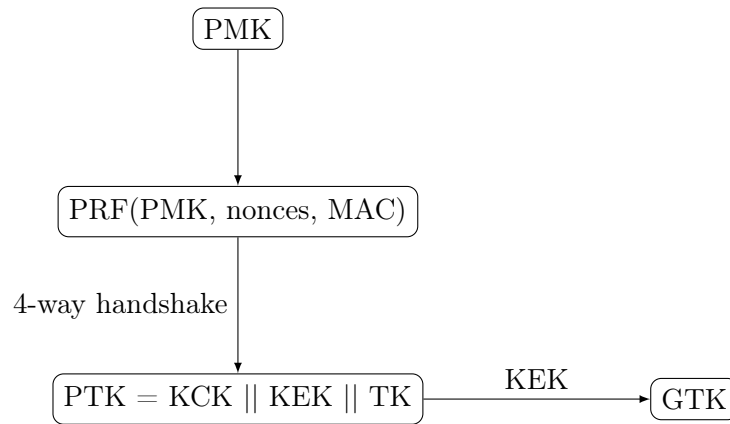 PMK
PRF(PMK, nonces, MAC)
4-way handshake
PTK = KCK || KEK || TK
KEK
GTK